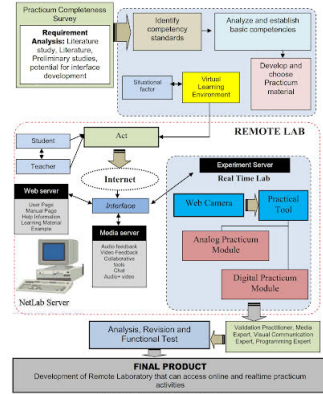 Practicum Completeness
Survey
Requirement
Analysis: Literature
study, Literature,
Preliminary studies,
potential for interface
development
Identify
competency
standards
Analyze and establish
basic competencies
Situational
factor
Virtual
Learning
Environment
Develop and
choose
Practicum
material
REMOTE LAB
Student
Teacher
Act
Internet
Experiment Server
Real Time Lab
Web server
User Page
Manual Page
Help Information
Learning Material
Example
Interface
Media server
Audio feedback
Video Feedback
Collaborative
tools
Chat
Audio+ video
Web Camera
Practical
Tool
Analog Practicum
Module
Digital Practicum
Module
NetLab Server
Analysis, Revision and
Functional Test
Validation Practitioner, Media
Expert, Visual Communication
Expert, Programming Expert
FINAL PRODUCT
Development of Remote Laboratory that can access online and realtime practicum
activities